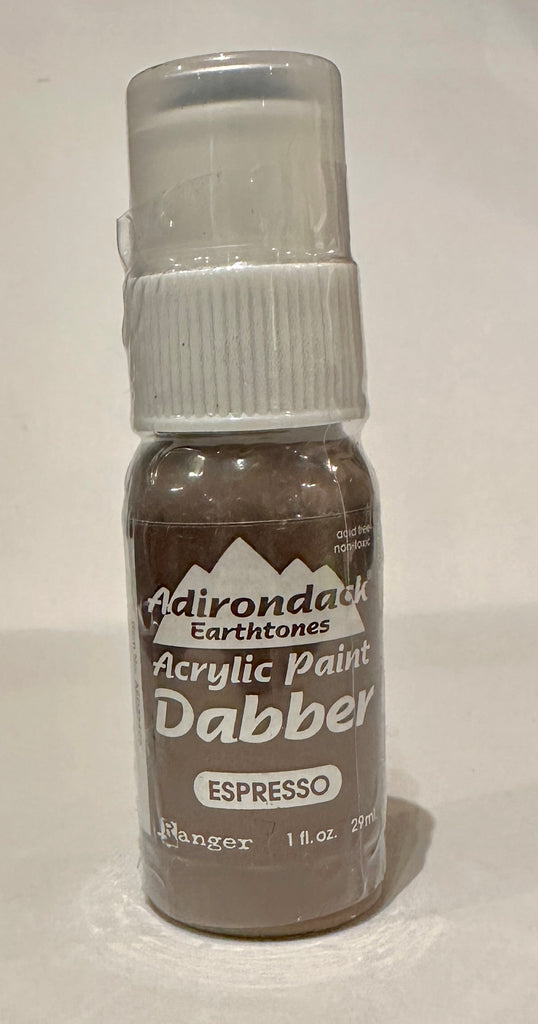 acid free
non-toxic
Adirondack®
Earthtones
Acrylic Paint
Dabber
ESPRESSO
Ranger 1 fl. oz. 29ml